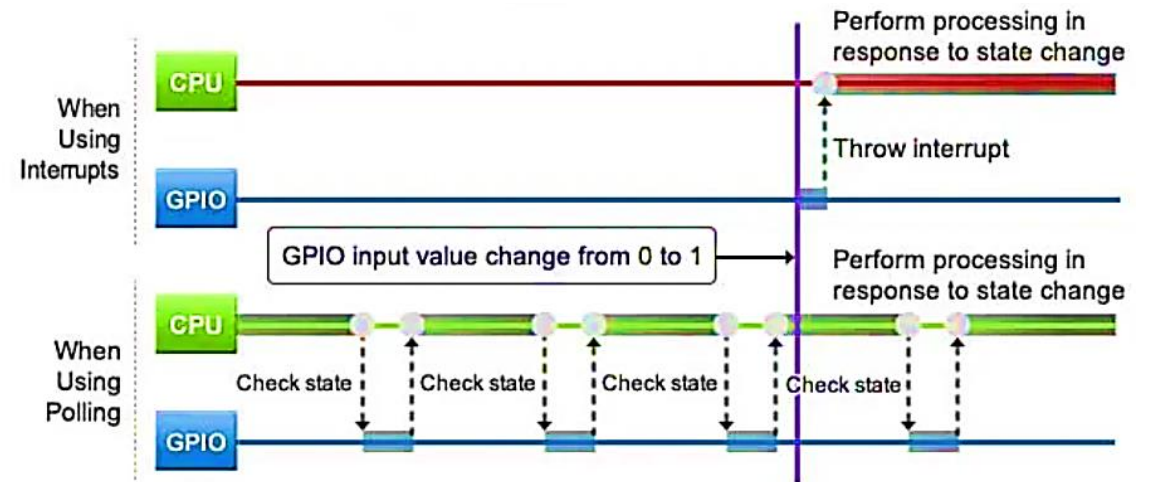 Perform processing in
response to state change
CPU
When
Using
Interrupts
Throw interrupt
GPIO
GPIO input value change from 0 to 1
Perform processing in
response to state change
CPU
When
Using
Polling
Check state
Check state
Check state
Check state
GPIO